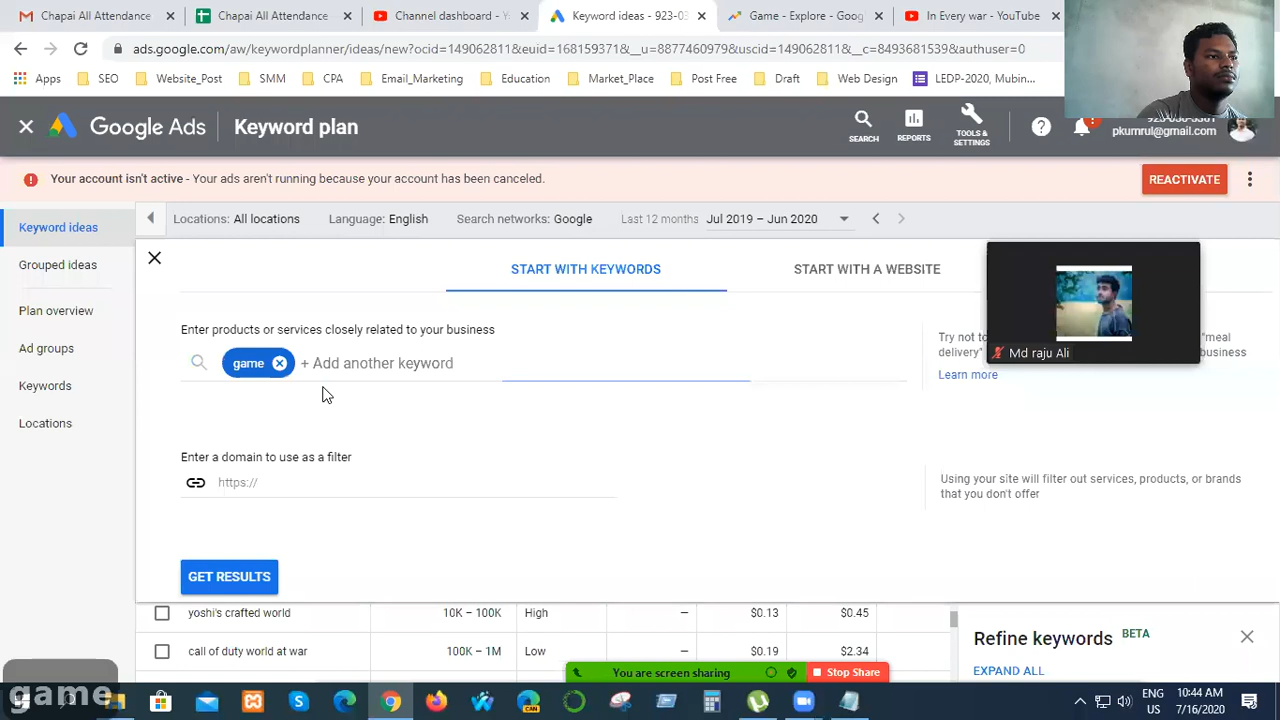 Chapai All Attendance
Chapai All Attendance
Channel dashboard - Y
Keyword ideas - 923-03
Game - Explore - Goog
In Every war - YouTube
ads.google.com/aw/keywordplanner/ideas/new?ocid=149062811&euid=168159371&__u=8877460979&uscid=149062811&__c=8493681539&authuser=0
Apps
SEO
Website_Post
SMM
CPA
Email_Marketing
Education
Market_Place
Post Free
Draft
Web Design
LEDP-2020, Mubin...
Google Ads
Keyword plan
SEARCH
REPORTS
TOOLS &
SETTINGS
pkumrul@gmail.com
Your account isn't active - Your ads aren't running because your account has been canceled.
REACTIVATE
Keyword ideas
Grouped ideas
Plan overview
Ad groups
Keywords
Locations
Locations: All locations
Language: English
Search networks: Google
Last 12 months
Jul 2019 – Jun 2020
START WITH KEYWORDS
START WITH A WEBSITE
Enter products or services closely related to your business
game
+ Add another keyword
Try not to
"meal
delivery"
business
Learn more
Md raju Ali
Enter a domain to use as a filter
https://
Using your site will filter out services, products, or brands
that you don't offer
GET RESULTS
yoshi's crafted world
10K – 100K
High
–
$0.13
$0.45
call of duty world at war
100K – 1M
Low
–
$0.19
$2.34
Refine keywords BETA
EXPAND ALL
You are screen sharing
Stop Share
game
ENG
US
10:44 AM
7/16/2020